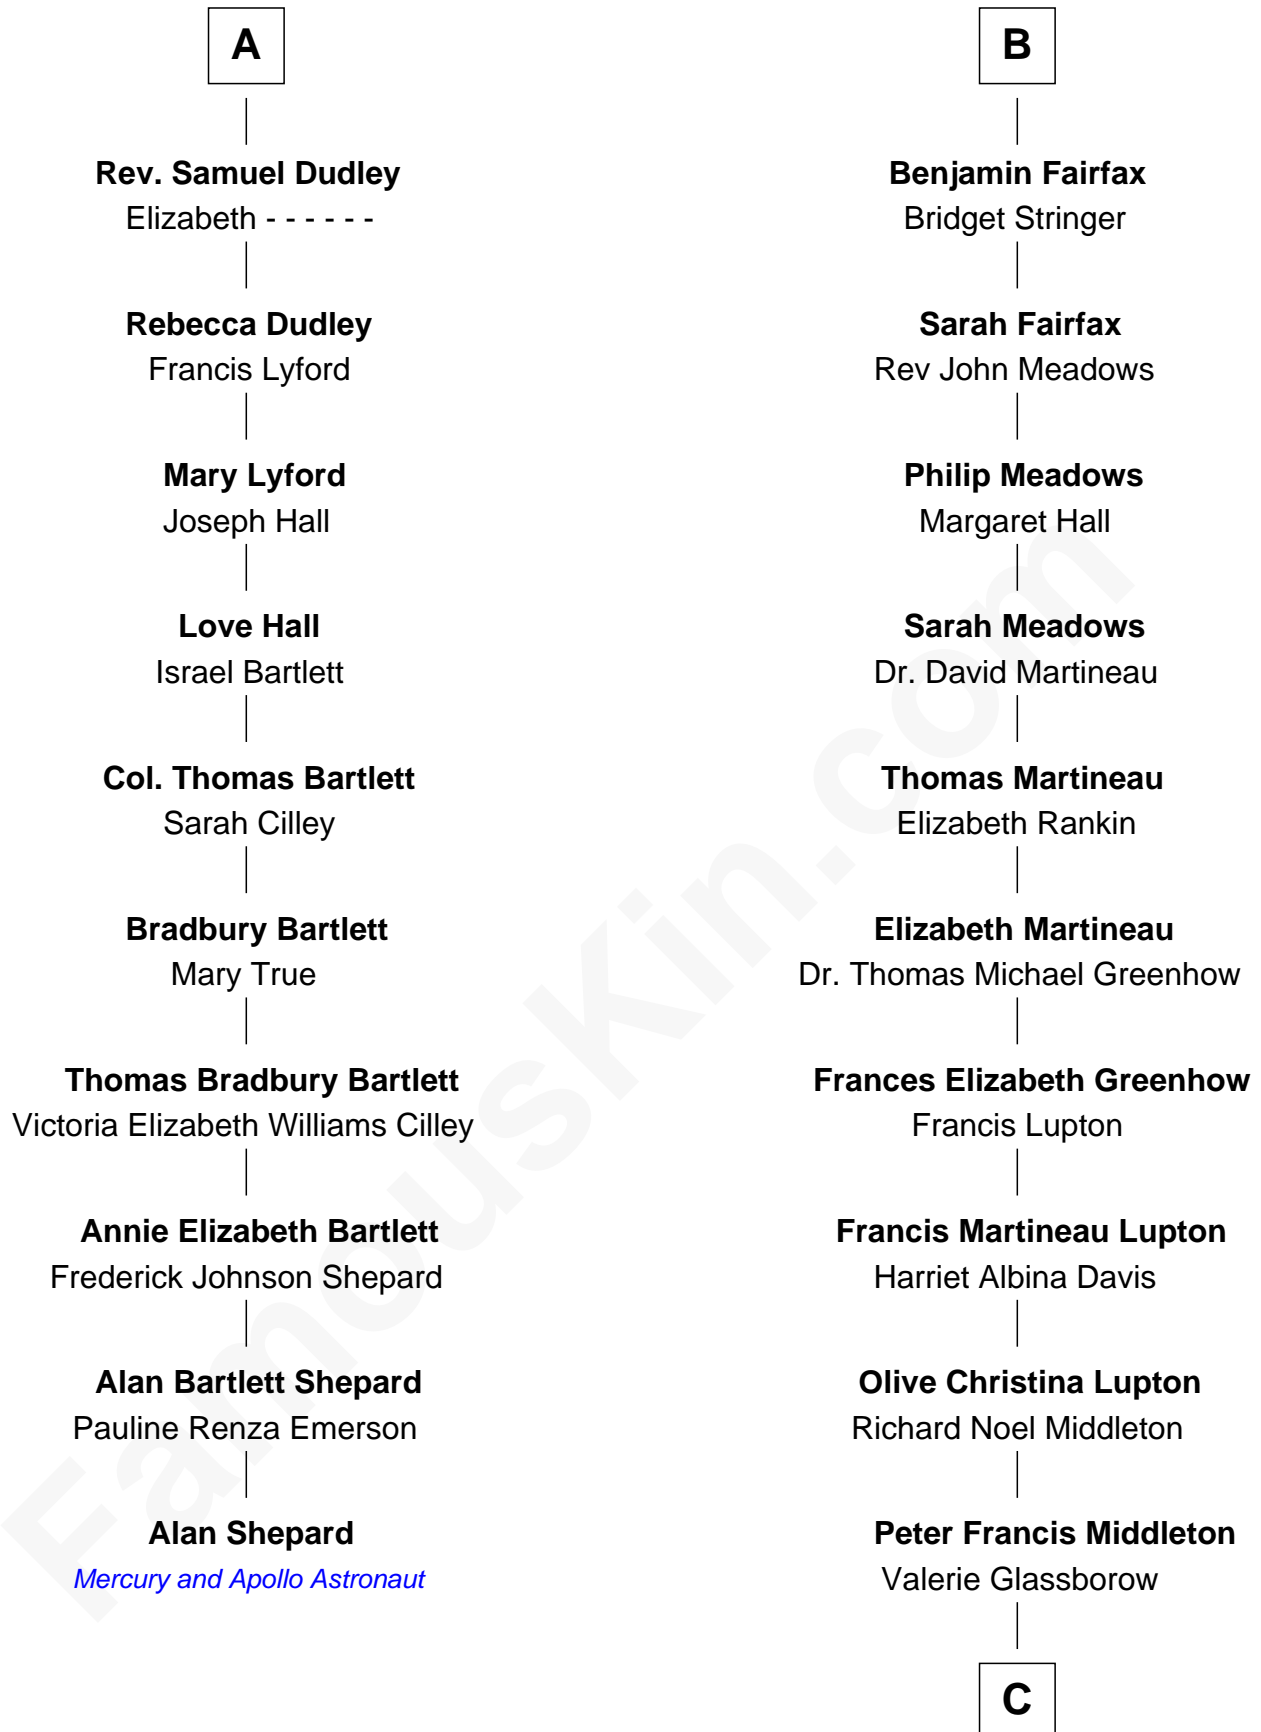 A
Rev. Samuel Dudley
Elizabeth - - - - - -
Rebecca Dudley
Francis Lyford
Mary Lyford
Joseph Hall
Love Hall
Israel Bartlett
Col. Thomas Bartlett
Sarah Cilley
Bradbury Bartlett
Mary True
Thomas Bradbury Bartlett
Victoria Elizabeth Williams Cilley
Annie Elizabeth Bartlett
Frederick Johnson Shepard
Alan Bartlett Shepard
Pauline Renza Emerson
Alan Shepard
Mercury and Apollo Astronaut
B
Benjamin Fairfax
Bridget Stringer
Sarah Fairfax
Rev John Meadows
Philip Meadows
Margaret Hall
Sarah Meadows
Dr. David Martineau
Thomas Martineau
Elizabeth Rankin
Elizabeth Martineau
Dr. Thomas Michael Greenhow
Frances Elizabeth Greenhow
Francis Lupton
Francis Martineau Lupton
Harriet Albina Davis
Olive Christina Lupton
Richard Noel Middleton
Peter Francis Middleton
Valerie Glassborow
C
FamousKin.com